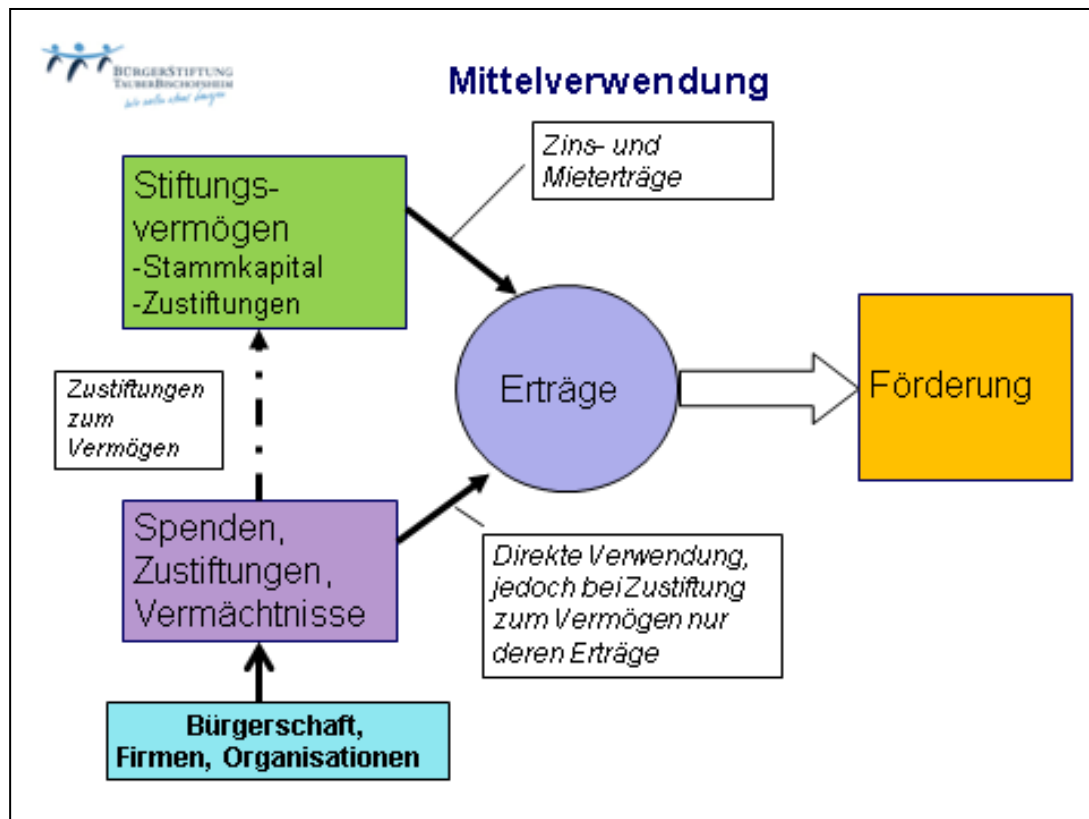 BÜRGERSTIFTUNG
TAUBERBISCHOFSHEIM
Mittelverwendung
Zins- und
Mieterträge
Stiftungs-
vermögen
-Stammkapital
-Zustiftungen
Erträge
Förderung
Zustiftungen
zum
Vermögen
Spenden,
Zustiftungen,
Vermächtnisse
Direkte Verwendung,
jedoch bei Zustiftung
zum Vermögen nur
deren Erträge
Bürgerschaft,
Firmen, Organisationen